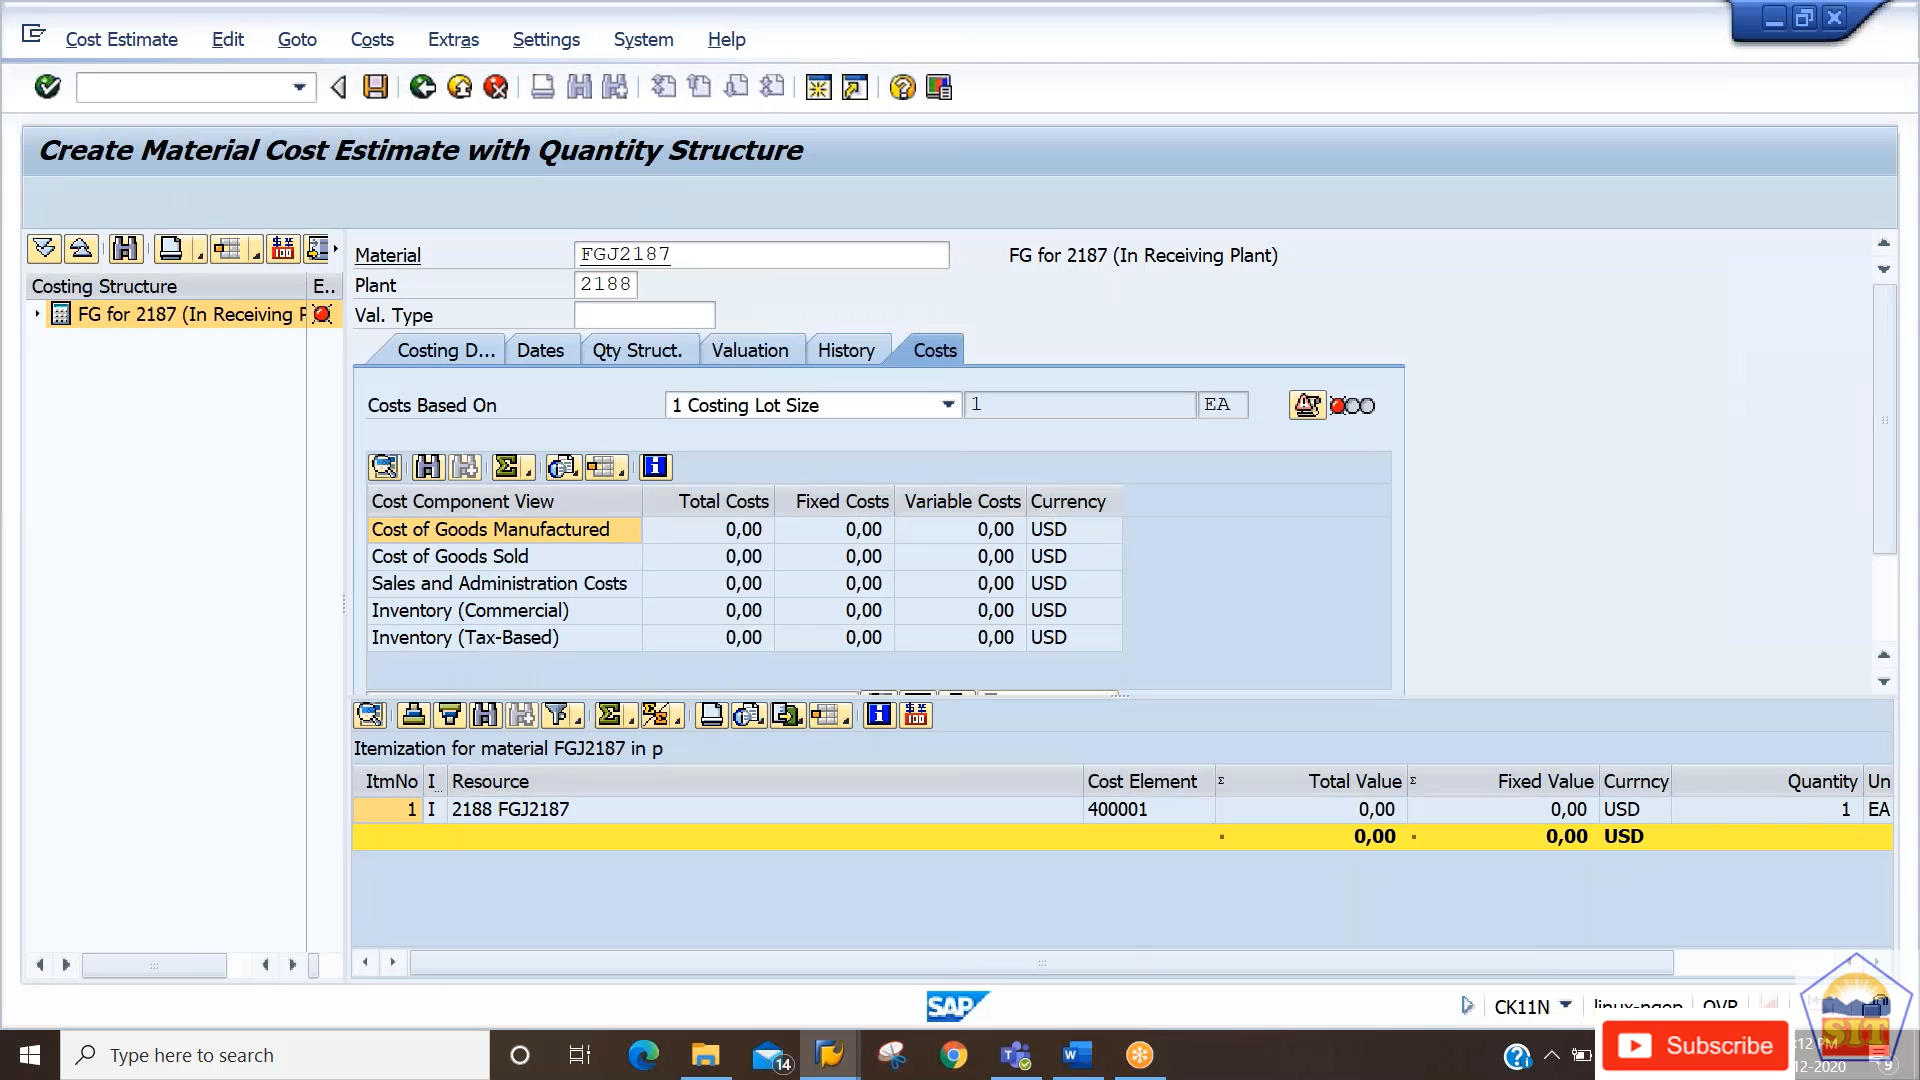 Cost Estimate Edit Goto Costs Extras Settings System Help
Create Material Cost Estimate with Quantity Structure
Costing Structure E..
FG for 2187 (In Receiving P
Material FGJ2187 FG for 2187 (In Receiving Plant)
Plant 2188
Val. Type
Costing D... Dates Qty Struct. Valuation History Costs
Costs Based On 1 Costing Lot Size 1 EA
Cost Component View Total Costs Fixed Costs Variable Costs Currency
Cost of Goods Manufactured 0,00 0,00 0,00 USD
Cost of Goods Sold 0,00 0,00 0,00 USD
Sales and Administration Costs 0,00 0,00 0,00 USD
Inventory (Commercial) 0,00 0,00 0,00 USD
Inventory (Tax-Based) 0,00 0,00 0,00 USD
Itemization for material FGJ2187 in p
ItmNo I... Resource Cost Element Σ Total Value Σ Fixed Value Currncy Quantity Un
1 I 2188 FGJ2187 400001 0,00 0,00 USD 1 EA
0,00 0,00 USD
SAP
CK11N OVR
SIT
Type here to search
14
Subscribe
:12 PM
12-2020
9